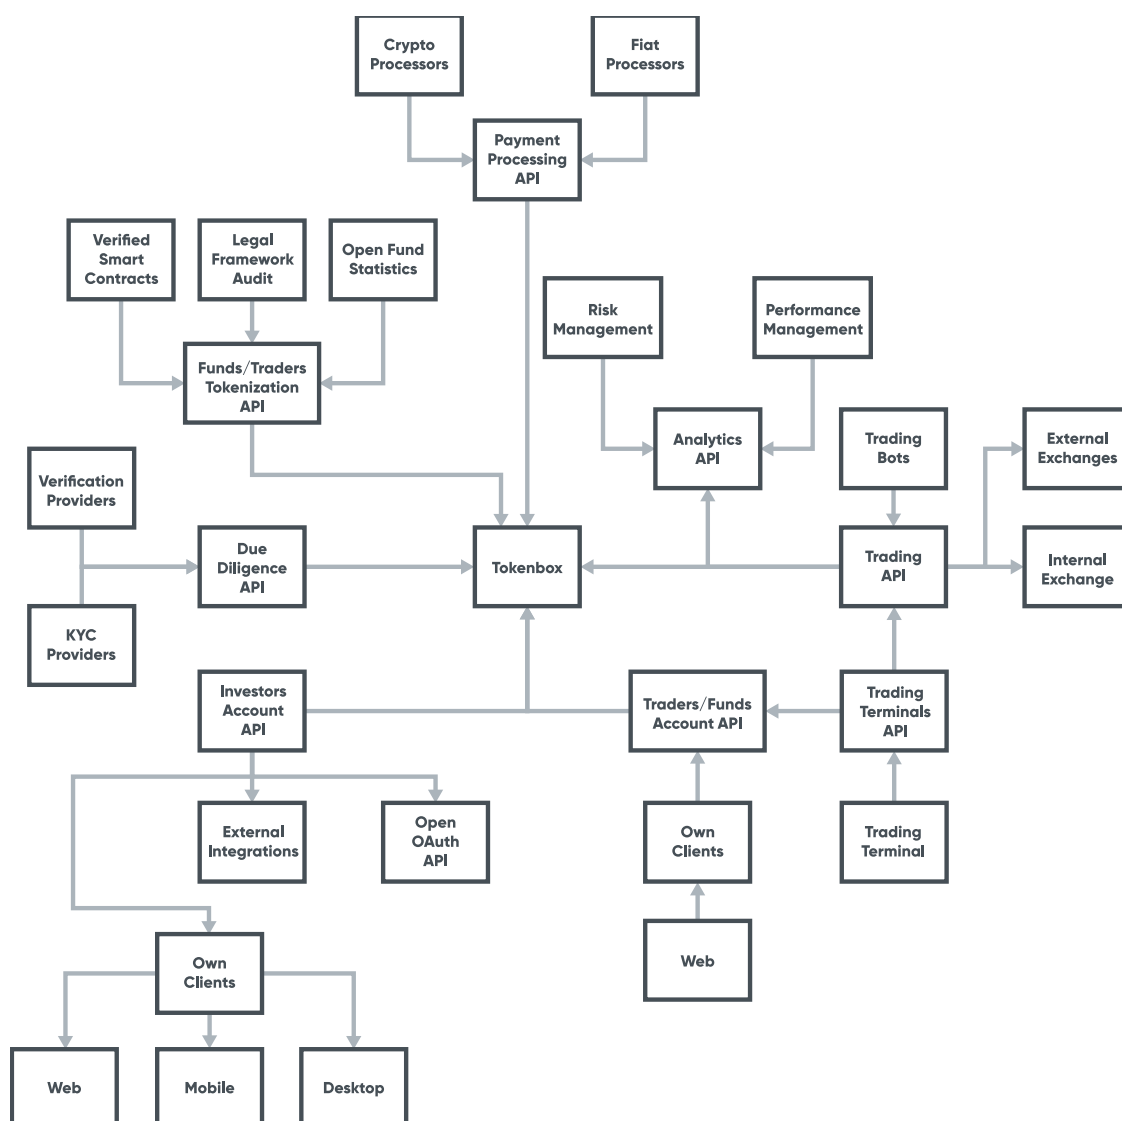 Crypto
Processors
Fiat
Processors
Payment
Processing
API
Verified
Smart
Contracts
Legal
Framework
Audit
Open Fund
Statistics
Risk
Management
Performance
Management
Funds/Traders
Tokenization
API
Analytics
API
Trading
Bots
External
Exchanges
Verification
Providers
Due
Diligence
API
Tokenbox
Trading
API
Internal
Exchange
KYC
Providers
Investors
Account
API
Traders/Funds
Account API
Trading
Terminals
API
External
Integrations
Open
OAuth
API
Own
Clients
Trading
Terminal
Own
Clients
Web
Web
Mobile
Desktop